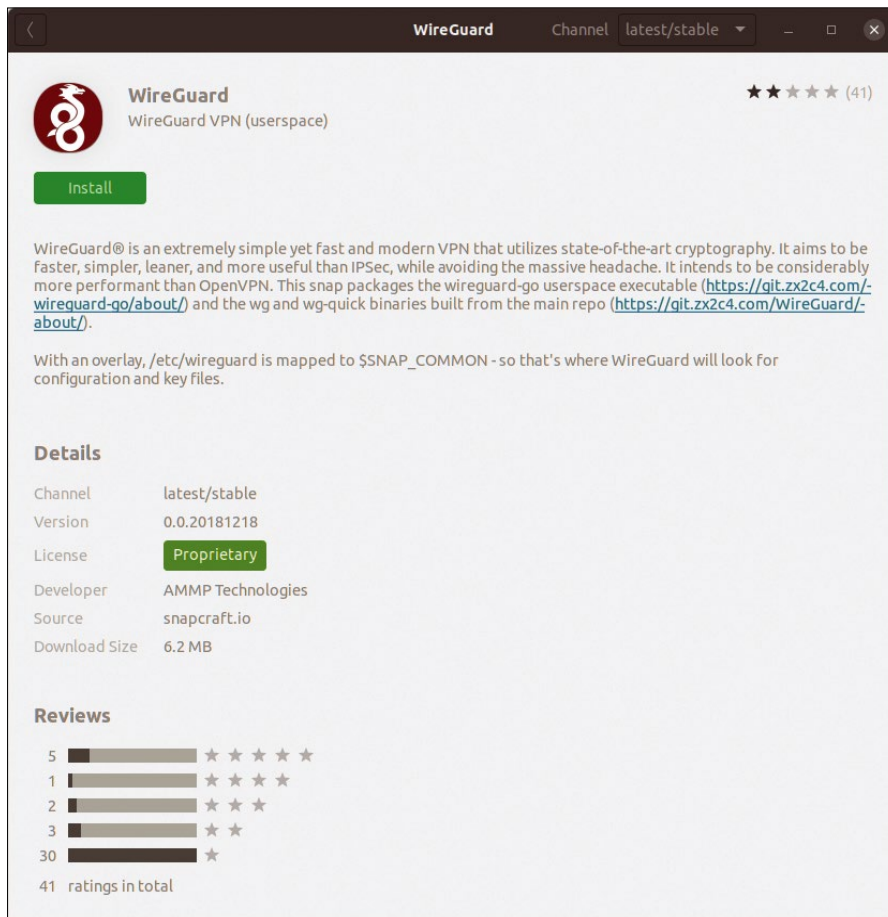 WireGuard
Channel latest/stable
WireGuard
(41)
WireGuard VPN (userspace)
Install
WireGuard® is an extremely simple yet fast and modern VPN that utilizes state-of-the-art cryptography. It aims to be
faster, simpler, leaner, and more useful than IPSec, while avoiding the massive headache. It intends to be considerably
more performant than OpenVPN. This snap packages the wireguard-go userspace executable (https://git.zx2c4.com/-
wireguard-go/about/) and the wg and wg-quick binaries built from the main repo (https://git.zx2c4.com/WireGuard/-
about/).
With an overlay, /etc/wireguard is mapped to $SNAP_COMMON - so that's where WireGuard will look for
configuration and key files.
Details
Channel latest/stable
Version 0.0.20181218
License Proprietary
Developer AMMP Technologies
Source snapcraft.io
Download Size 6.2 MB
Reviews
5
1
2
3
30
41 ratings in total